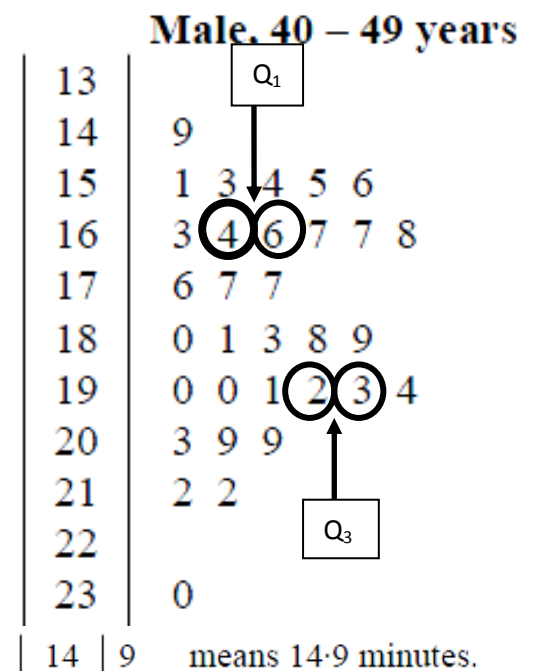 Male, 40 – 49 years
Q₁
13
14 9
15 1 3 4 5 6
16 3 4 6 7 7 8
17 6 7 7
18 0 1 3 8 9
19 0 0 1 2 3 4
20 3 9 9
21 2 2
Q₃
22
23 0
14 9 means 14·9 minutes.